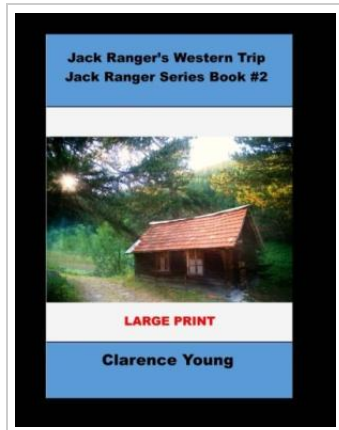 Jack Ranger's Western Trip
Jack Ranger Series Book #2
LARGE PRINT
Clarence Young